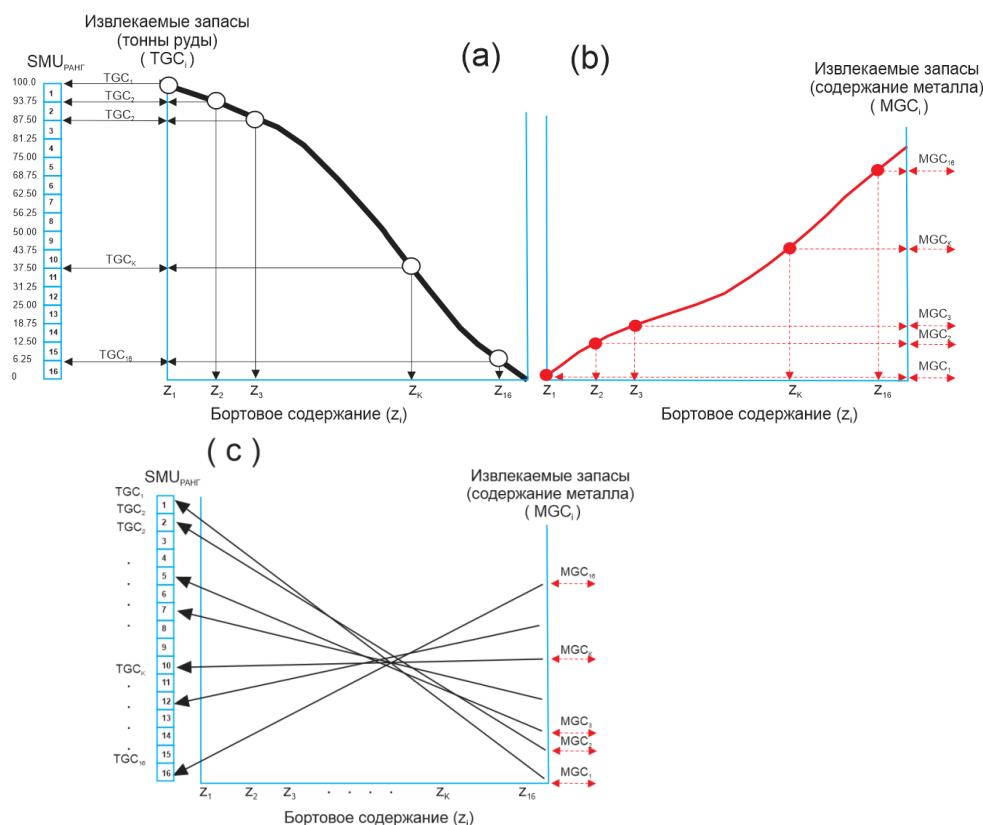 Извлекаемые запасы
(тонны руды)
( TGCi )
SMUРАНГ
(a)
100.0
93.75
87.50
81.25
75.00
68.75
62.50
56.25
50.00
43.75
37.50
31.25
25.00
18.75
12.50
6.25
0
1
2
3
4
5
6
7
8
9
10
11
12
13
14
15
16
TGC1
TGC2
TGC2
TGCK
TGC16
Z1 Z2 Z3 ZK Z16
Бортовое содержание (zi)
(b)
Извлекаемые запасы
(содержание металла)
( MGCi )
MGC16
MGCK
MGC3
MGC2
MGC1
Z1 Z2 Z3 ZK Z16
Бортовое содержание (zi)
( c )
SMUРАНГ
TGC1
TGC2
TGC2
.
.
.
.
TGCK
.
.
.
.
TGC16
1
2
3
4
5
6
7
8
9
10
11
12
13
14
15
16
Извлекаемые запасы
(содержание металла)
( MGCi )
MGC16
MGCK
MGC3
MGC2
MGC1
Z1 Z2 Z3 . . . . ZK Z16
Бортовое содержание (zi)